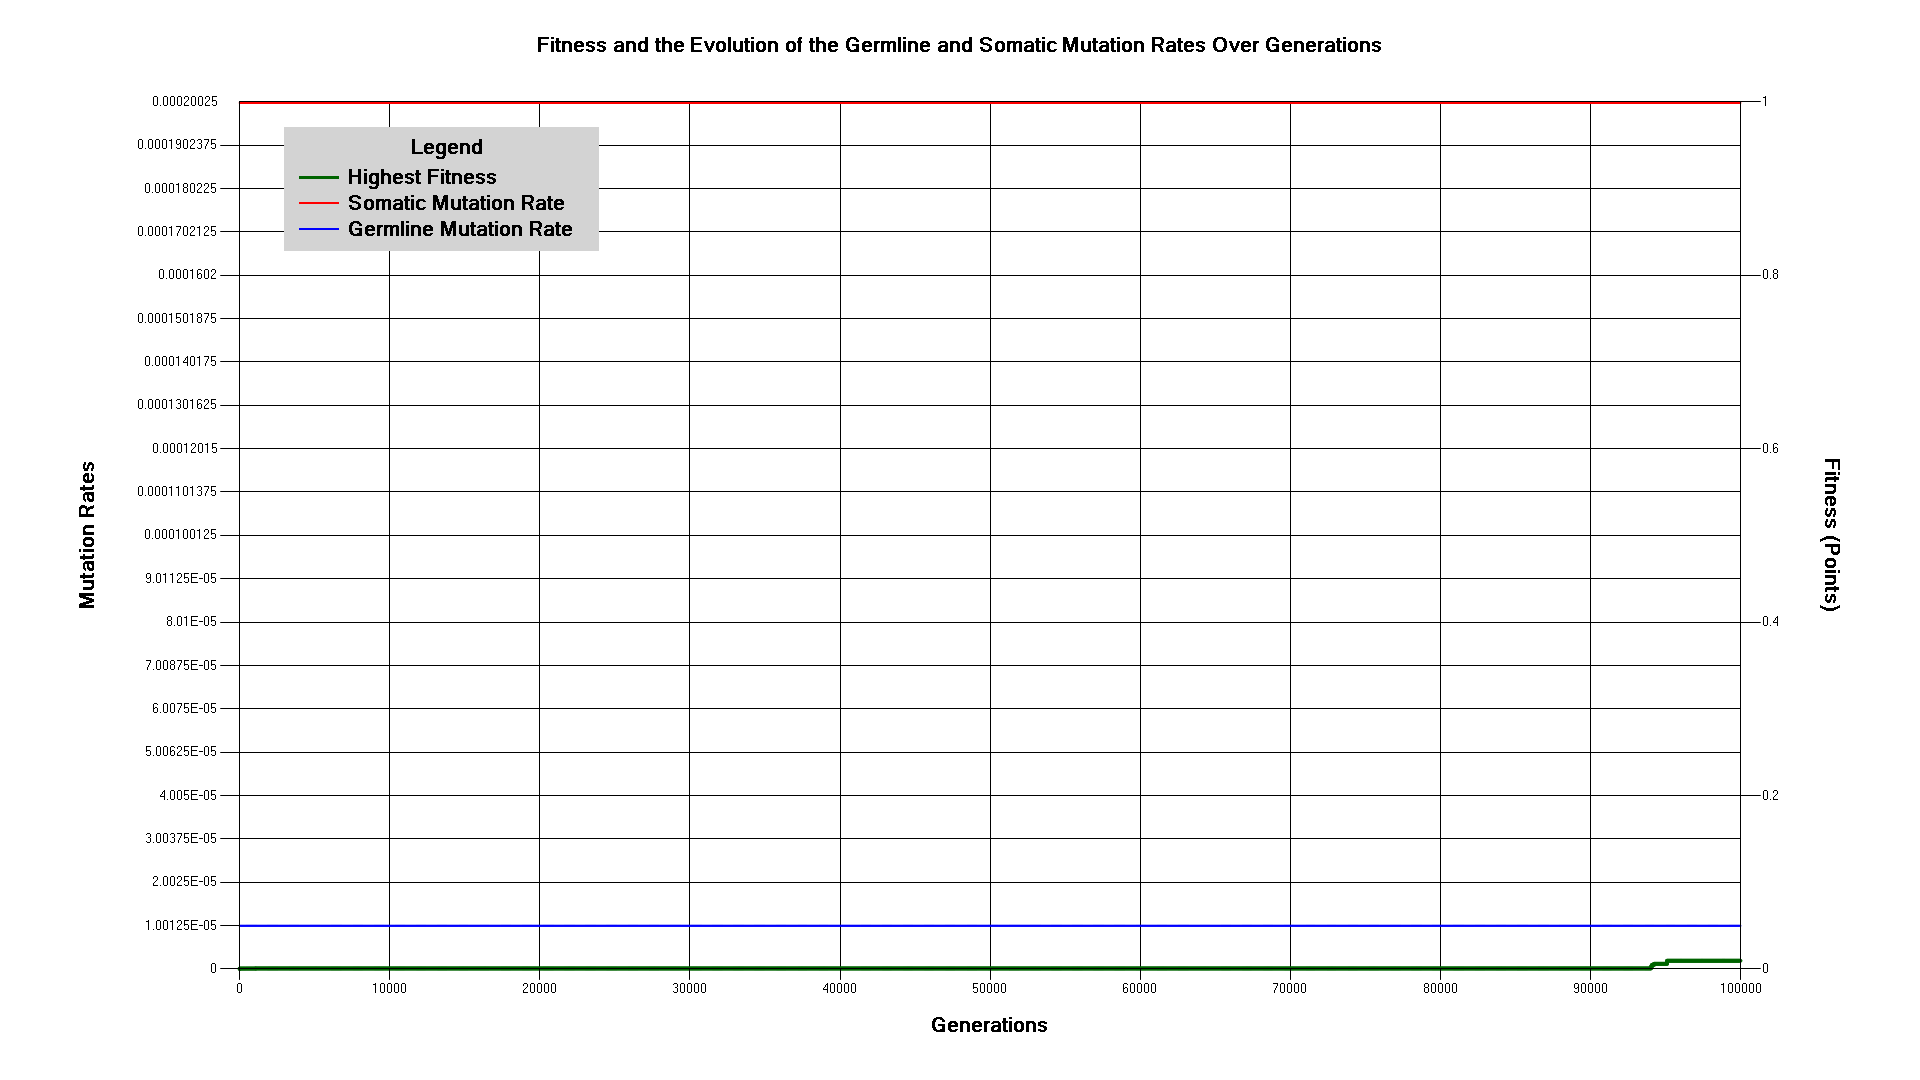 Fitness and the Evolution of the Germline and Somatic Mutation Rates Over Generations
Legend
Highest Fitness
Somatic Mutation Rate
Germline Mutation Rate
Mutation Rates
0.00020025
0.0001902375
0.000180225
0.0001702125
0.0001602
0.0001501875
0.000140175
0.0001301625
0.00012015
0.0001101375
0.000100125
9.01125E-05
8.01E-05
7.00875E-05
6.0075E-05
5.00625E-05
4.005E-05
3.00375E-05
2.0025E-05
1.00125E-05
0
1
0.8
0.6
0.4
0.2
0
Fitness (Points)
0 10000 20000 30000 40000 50000 60000 70000 80000 90000 100000
Generations